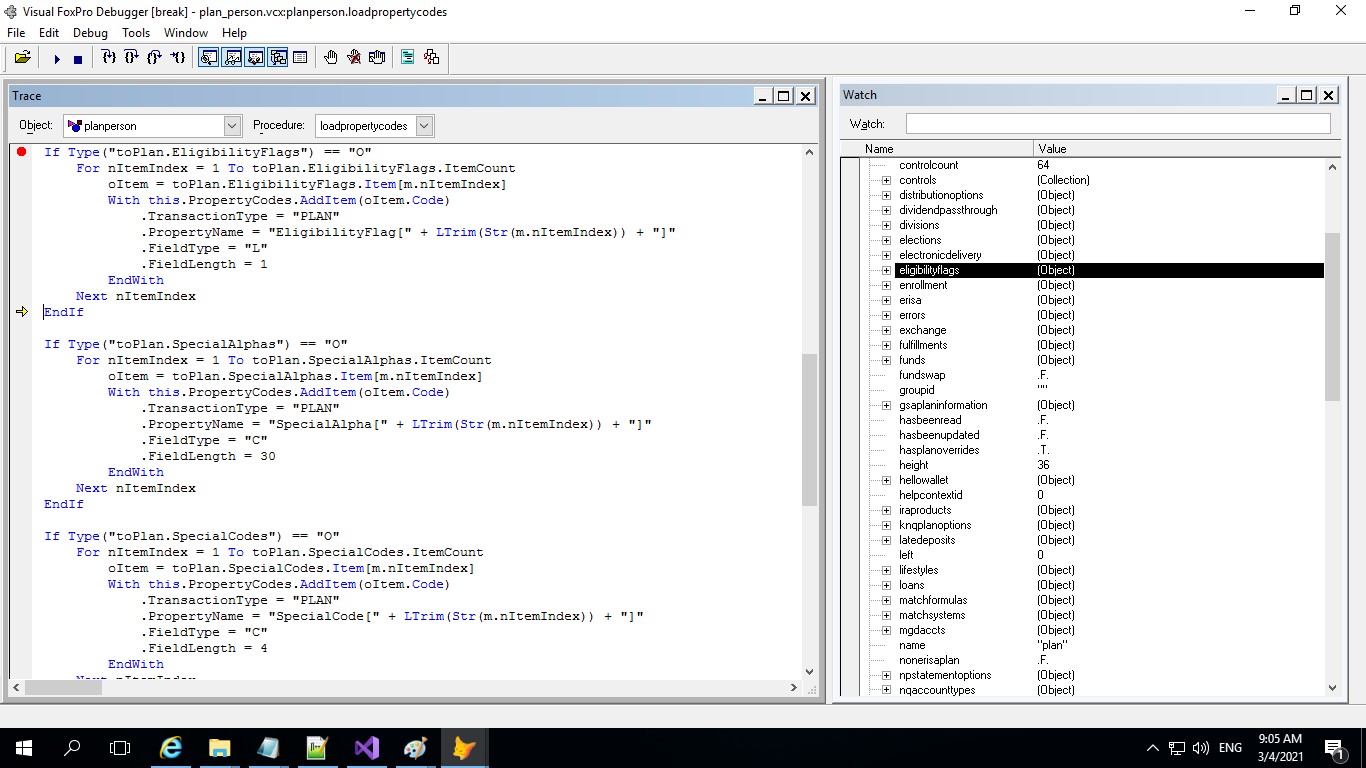 Visual FoxPro Debugger [break] - plan_person.vcx:planperson.loadpropertycodes
File Edit Debug Tools Window Help
Trace
Object: planperson Procedure: loadpropertycodes
If Type("toPlan.EligibilityFlags") == "O"
For nItemIndex = 1 To toPlan.EligibilityFlags.ItemCount
oItem = toPlan.EligibilityFlags.Item[m.nItemIndex]
With this.PropertyCodes.AddItem(oItem.Code)
.TransactionType = "PLAN"
.PropertyName = "EligibilityFlag[" + LTrim(Str(m.nItemIndex)) + "]"
.FieldType = "L"
.FieldLength = 1
EndWith
Next nItemIndex
EndIf
If Type("toPlan.SpecialAlphas") == "O"
For nItemIndex = 1 To toPlan.SpecialAlphas.ItemCount
oItem = toPlan.SpecialAlphas.Item[m.nItemIndex]
With this.PropertyCodes.AddItem(oItem.Code)
.TransactionType = "PLAN"
.PropertyName = "SpecialAlpha[" + LTrim(Str(m.nItemIndex)) + "]"
.FieldType = "C"
.FieldLength = 30
EndWith
Next nItemIndex
EndIf
If Type("toPlan.SpecialCodes") == "O"
For nItemIndex = 1 To toPlan.SpecialCodes.ItemCount
oItem = toPlan.SpecialCodes.Item[m.nItemIndex]
With this.PropertyCodes.AddItem(oItem.Code)
.TransactionType = "PLAN"
.PropertyName = "SpecialCode[" + LTrim(Str(m.nItemIndex)) + "]"
.FieldType = "C"
.FieldLength = 4
EndWith
Next nItemIndex
Watch
Watch:
Name Value
controlcount 64
controls (Collection)
distributionoptions (Object)
dividendpassthrough (Object)
divisions (Object)
elections (Object)
electronicdelivery (Object)
eligibilityflags (Object)
enrollment (Object)
erisa (Object)
errors (Object)
exchange (Object)
fulfillments (Object)
funds (Object)
fundswap .F.
groupid ""
gsaplaninformation (Object)
hasbeenread .F.
hasbeenupdated .F.
hasplanoverrides .T.
height 36
hellowallet (Object)
helpcontextid 0
iraproducts (Object)
knqplanoptions (Object)
latedeposits (Object)
left 0
lifestyles (Object)
loans (Object)
matchformulas (Object)
matchsystems (Object)
mgdaccts (Object)
name "plan"
nonerisaplan .F.
npstatementoptions (Object)
nqaccounttypes (Object)
ENG
9:05 AM
3/4/2021
1